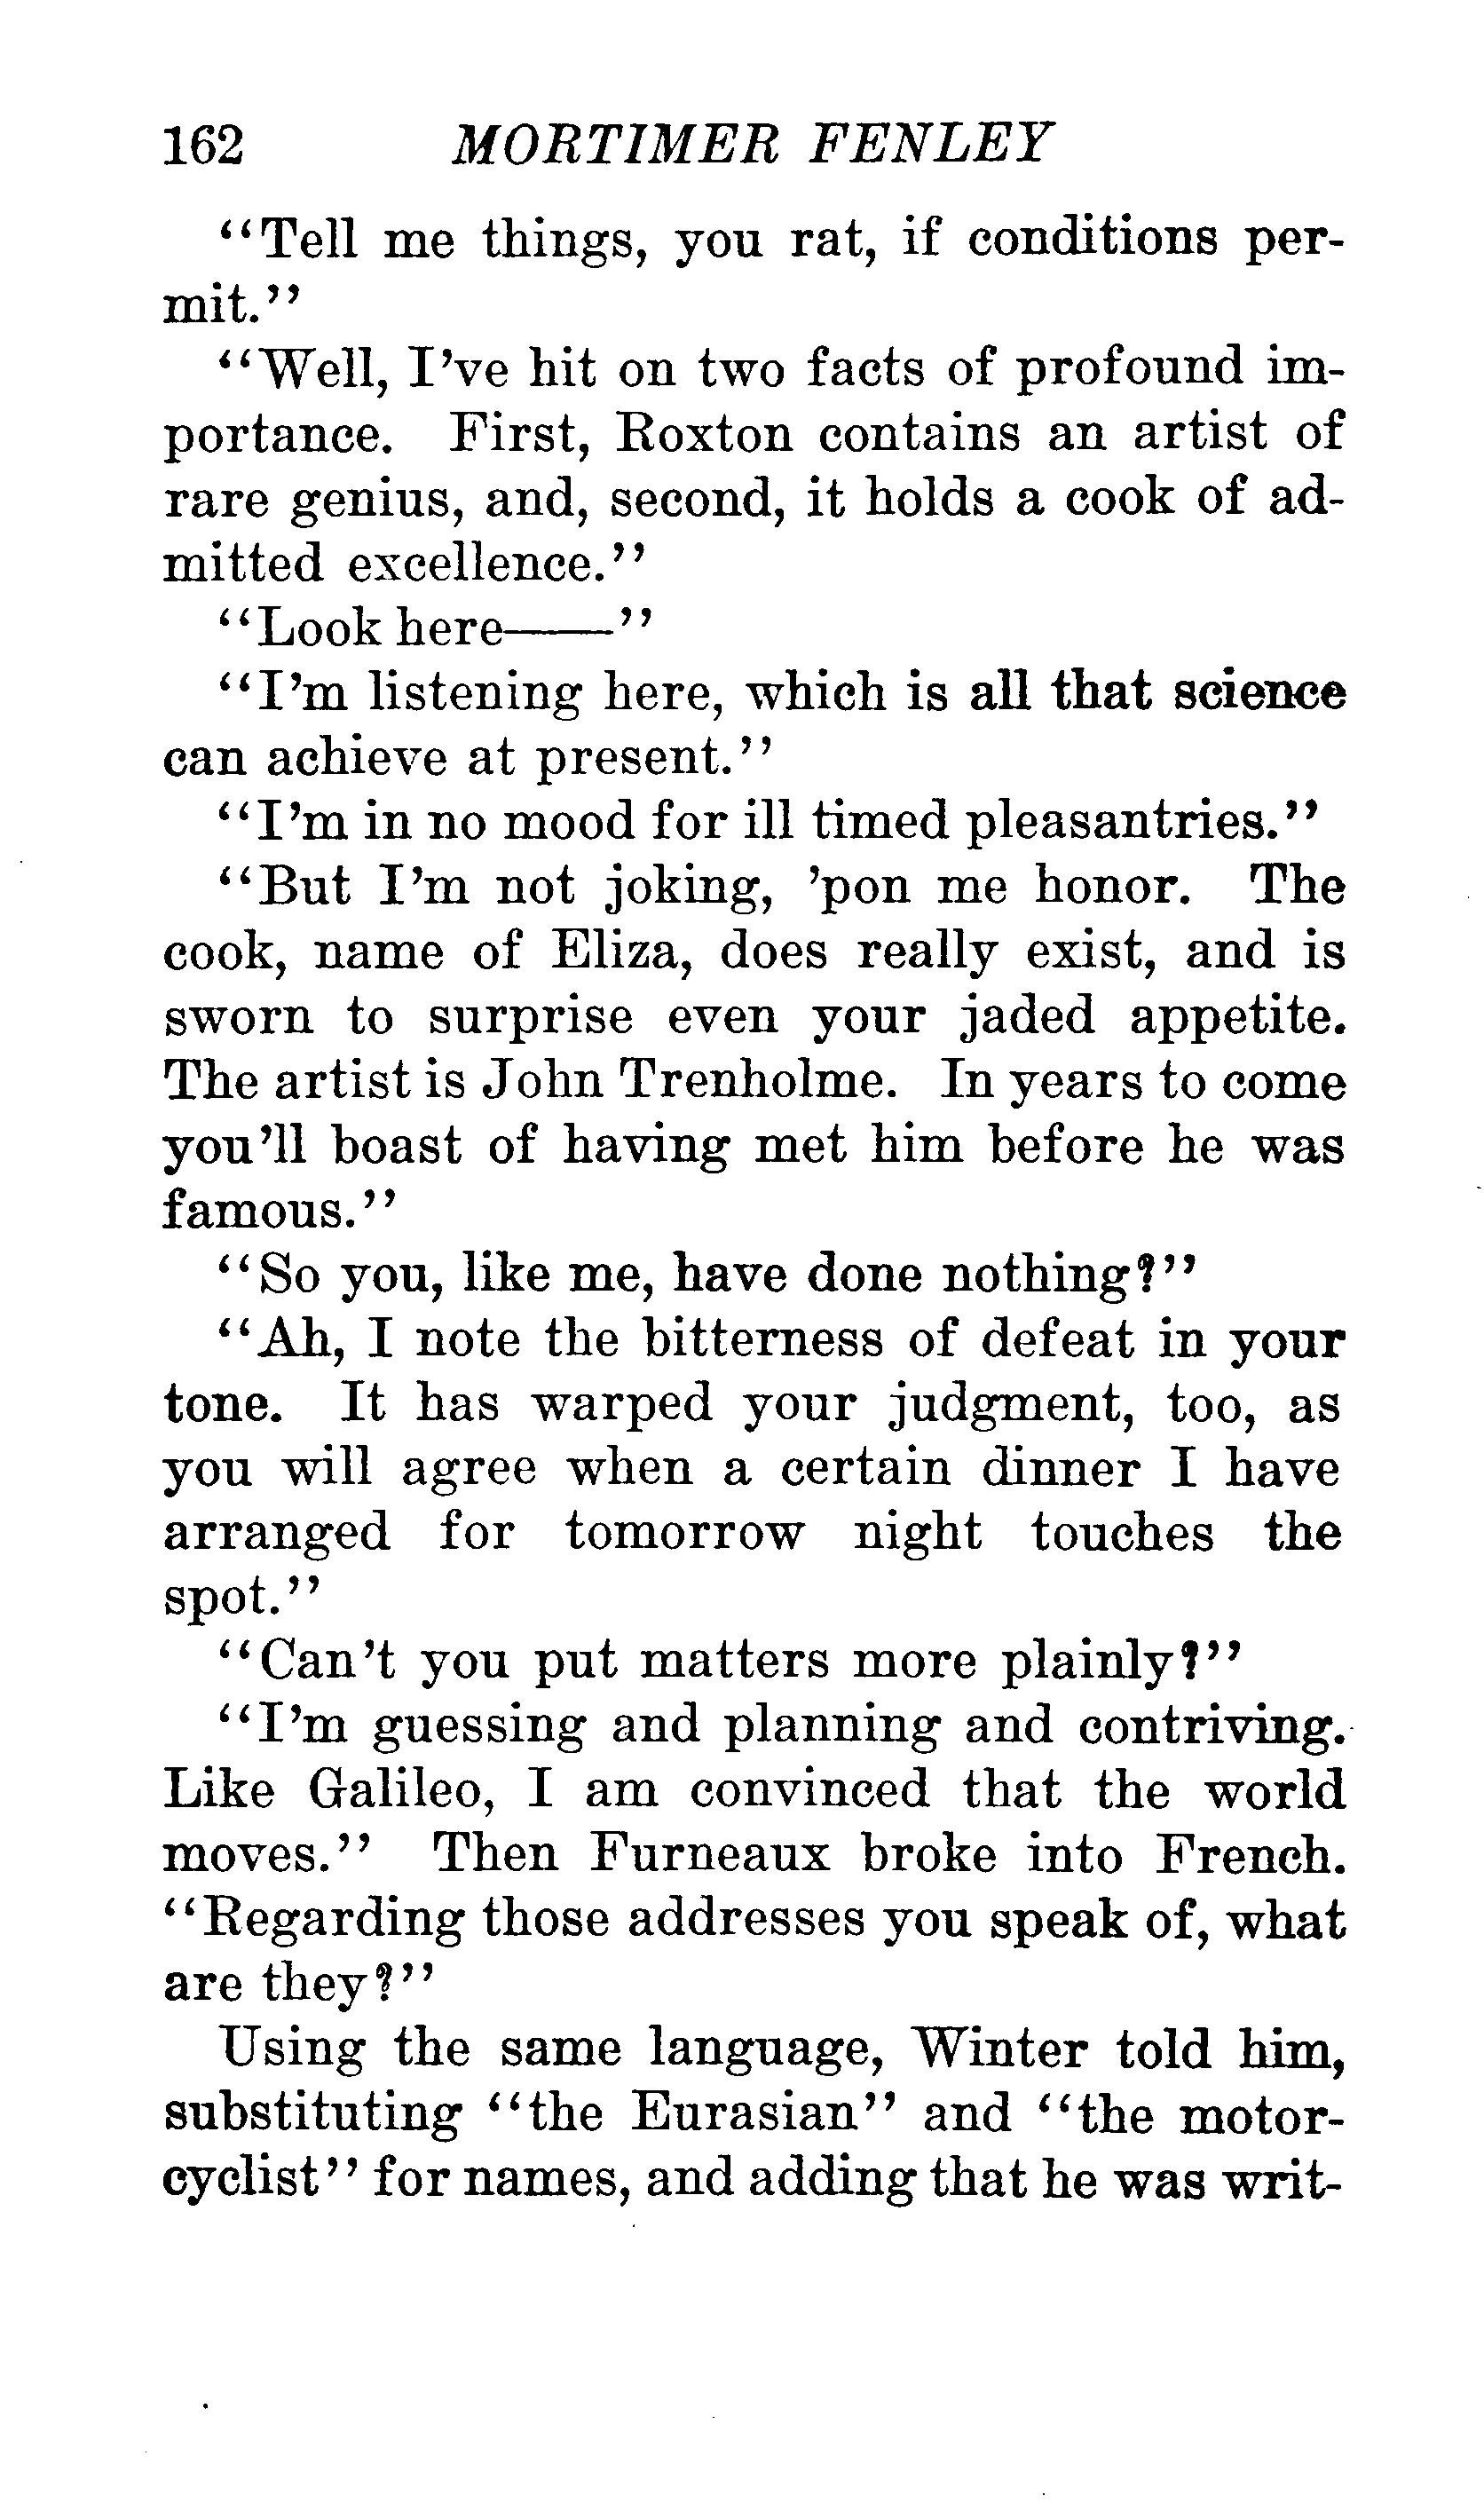 162 MORTIMER FENLEY
"Tell me things, you rat, if conditions per-
mit."
"Well, I've hit on two facts of profound im-
portance. First, Roxton contains an artist of
rare genius, and, second, it holds a cook of ad-
mitted excellence."
"Look here——"
"I'm listening here, which is all that science
can achieve at present."
"I'm in no mood for ill timed pleasantries."
"But I'm not joking, 'pon me honor. The
cook, name of Eliza, does really exist, and is
sworn to surprise even your jaded appetite.
The artist is John Trenholme. In years to come
you'll boast of having met him before he was
famous."
"So you, like me, have done nothing?"
"Ah, I note the bitterness of defeat in your
tone. It has warped your judgment, too, as
you will agree when a certain dinner I have
arranged for tomorrow night touches the
spot."
"Can't you put matters more plainly?"
"I'm guessing and planning and contriving.
Like Galileo, I am convinced that the world
moves." Then Furneaux broke into French.
"Regarding those addresses you speak of, what
are they?"
Using the same language, Winter told him,
substituting "the Eurasian" and "the motor-
cyclist" for names, and adding that he was writ-